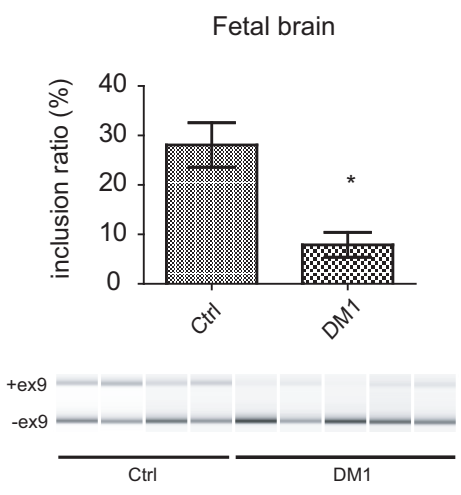 Fetal brain
inclusion ratio (%)
40
30
20
10
0
*
Ctrl
DM1
+ex9
-ex9
Ctrl
DM1